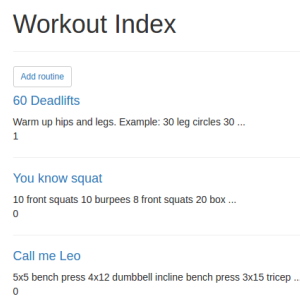 Workout Index
Add routine
60 Deadlifts
Warm up hips and legs. Example: 30 leg circles 30 ...
1
You know squat
10 front squats 10 burpees 8 front squats 20 box ...
0
Call me Leo
5x5 bench press 4x12 dumbbell incline bench press 3x15 tricep ..
0